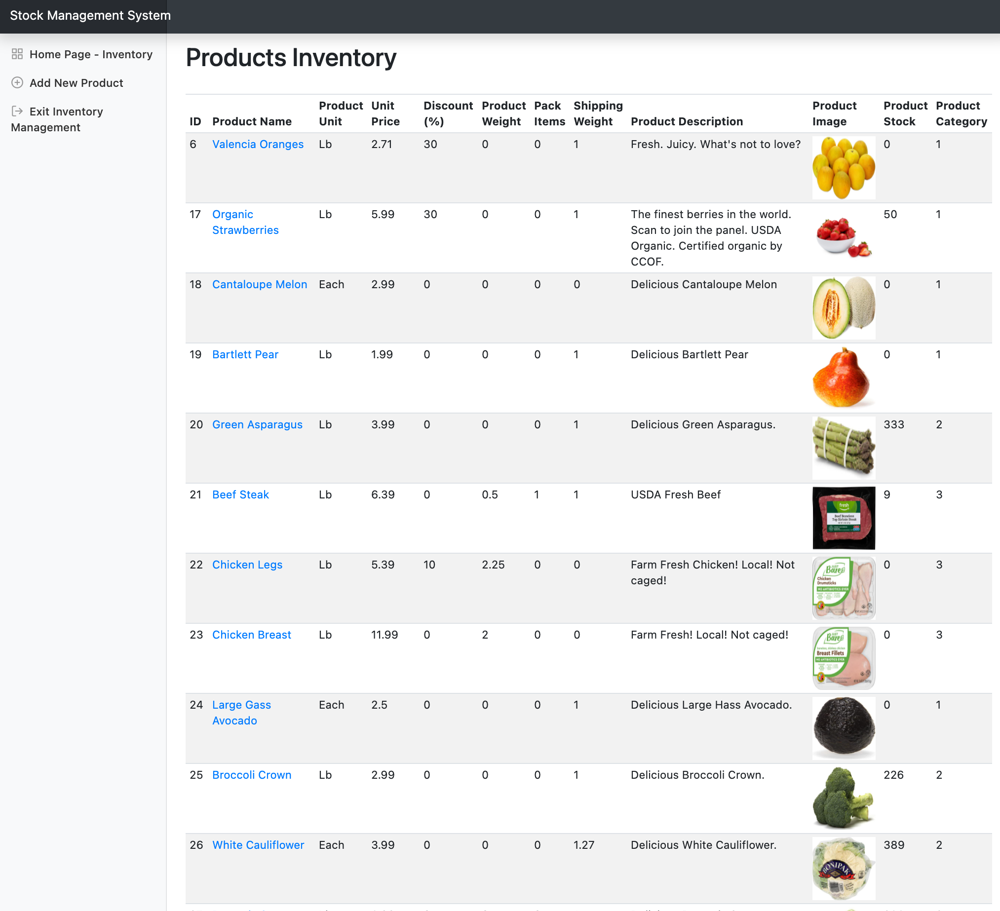 Stock Management System
Home Page - Inventory
Add New Product
Exit Inventory
Management
Products Inventory
ID Product Name Product Unit Unit Price Discount (%) Product Weight Pack Items Shipping Weight Product Description Product Image Product Stock Product Category
6 Valencia Oranges Lb 2.71 30 0 0 1 Fresh. Juicy. What's not to love? 0 1
17 Organic Lb 5.99 30 0 0 1 The finest berries in the world. 50 1
Strawberries Scan to join the panel. USDA
Organic. Certified organic by
CCOF.
18 Cantaloupe Melon Each 2.99 0 0 0 0 Delicious Cantaloupe Melon 0 1
19 Bartlett Pear Lb 1.99 0 0 0 1 Delicious Bartlett Pear 0 1
20 Green Asparagus Lb 3.99 0 0 0 1 Delicious Green Asparagus. 333 2
21 Beef Steak Lb 6.39 0 0.5 1 1 USDA Fresh Beef 9 3
fresh
Beef Boneless
Top Sirloin Steak
22 Chicken Legs Lb 5.39 10 2.25 0 0 Farm Fresh Chicken! Local! Not 0 3
caged!
JUST
Bare
Chicken
Drumsticks
NO ANTIBIOTICS EVER
23 Chicken Breast Lb 11.99 0 2 0 0 Farm Fresh! Local! Not caged! 0 3
JUST
Bare
boneless, skinless chicken
Breast Fillets
NO ANTIBIOTICS EVER
24 Large Gass Each 2.5 0 0 0 1 Delicious Large Hass Avocado. 0 1
Avocado
25 Broccoli Crown Lb 2.99 0 0 0 1 Delicious Broccoli Crown. 226 2
26 White Cauliflower Each 3.99 0 0 0 1.27 Delicious White Cauliflower. 389 2
BONIPAK